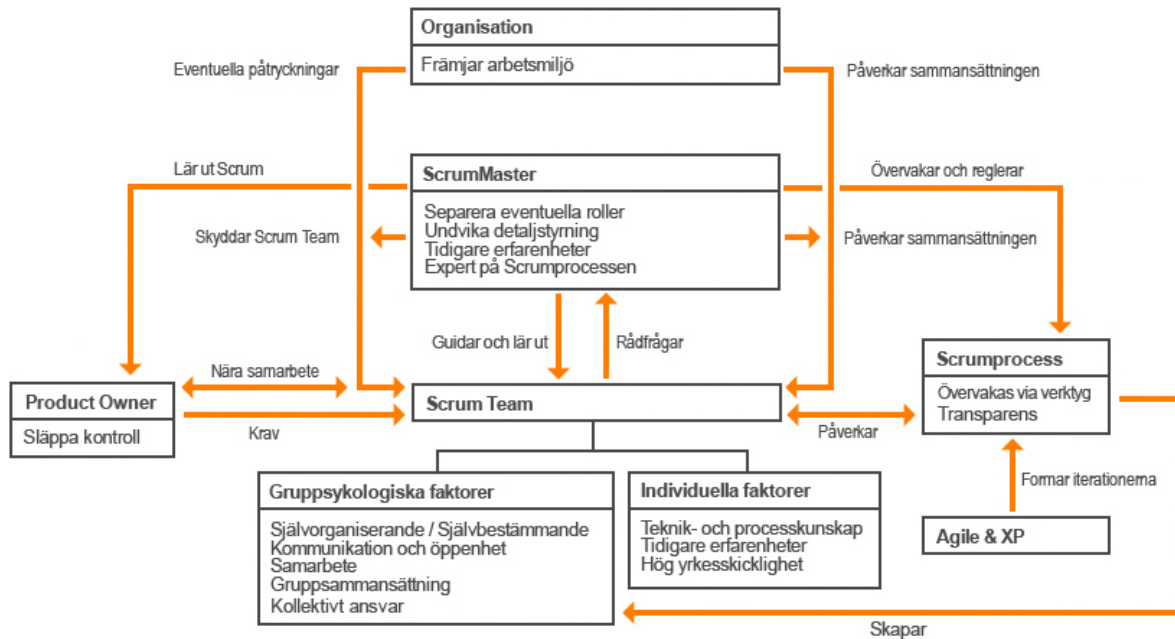 Organisation
Främjar arbetsmiljö
Eventuella påtryckningar
Påverkar sammansättningen
Lär ut Scrum
ScrumMaster
Övervakar och reglerar
Separera eventuella roller
Undvika detaljstyrning
Tidigare erfarenheter
Expert på Scrumprocessen
Skyddar Scrum Team
Påverkar sammansättningen
Guidar och lär ut
Rådfrågar
Nära samarbete
Product Owner
Släppa kontroll
Krav
Scrum Team
Påverkar
Scrumprocess
Övervakas via verktyg
Transparens
Formar iterationerna
Agile & XP
Gruppsykologiska faktorer
Självorganiserande / Självbestämmande
Kommunikation och öppenhet
Samarbete
Gruppsammansättning
Kollektivt ansvar
Individuella faktorer
Teknik- och processkunskap
Tidigare erfarenheter
Hög yrkesskicklighet
Skapar